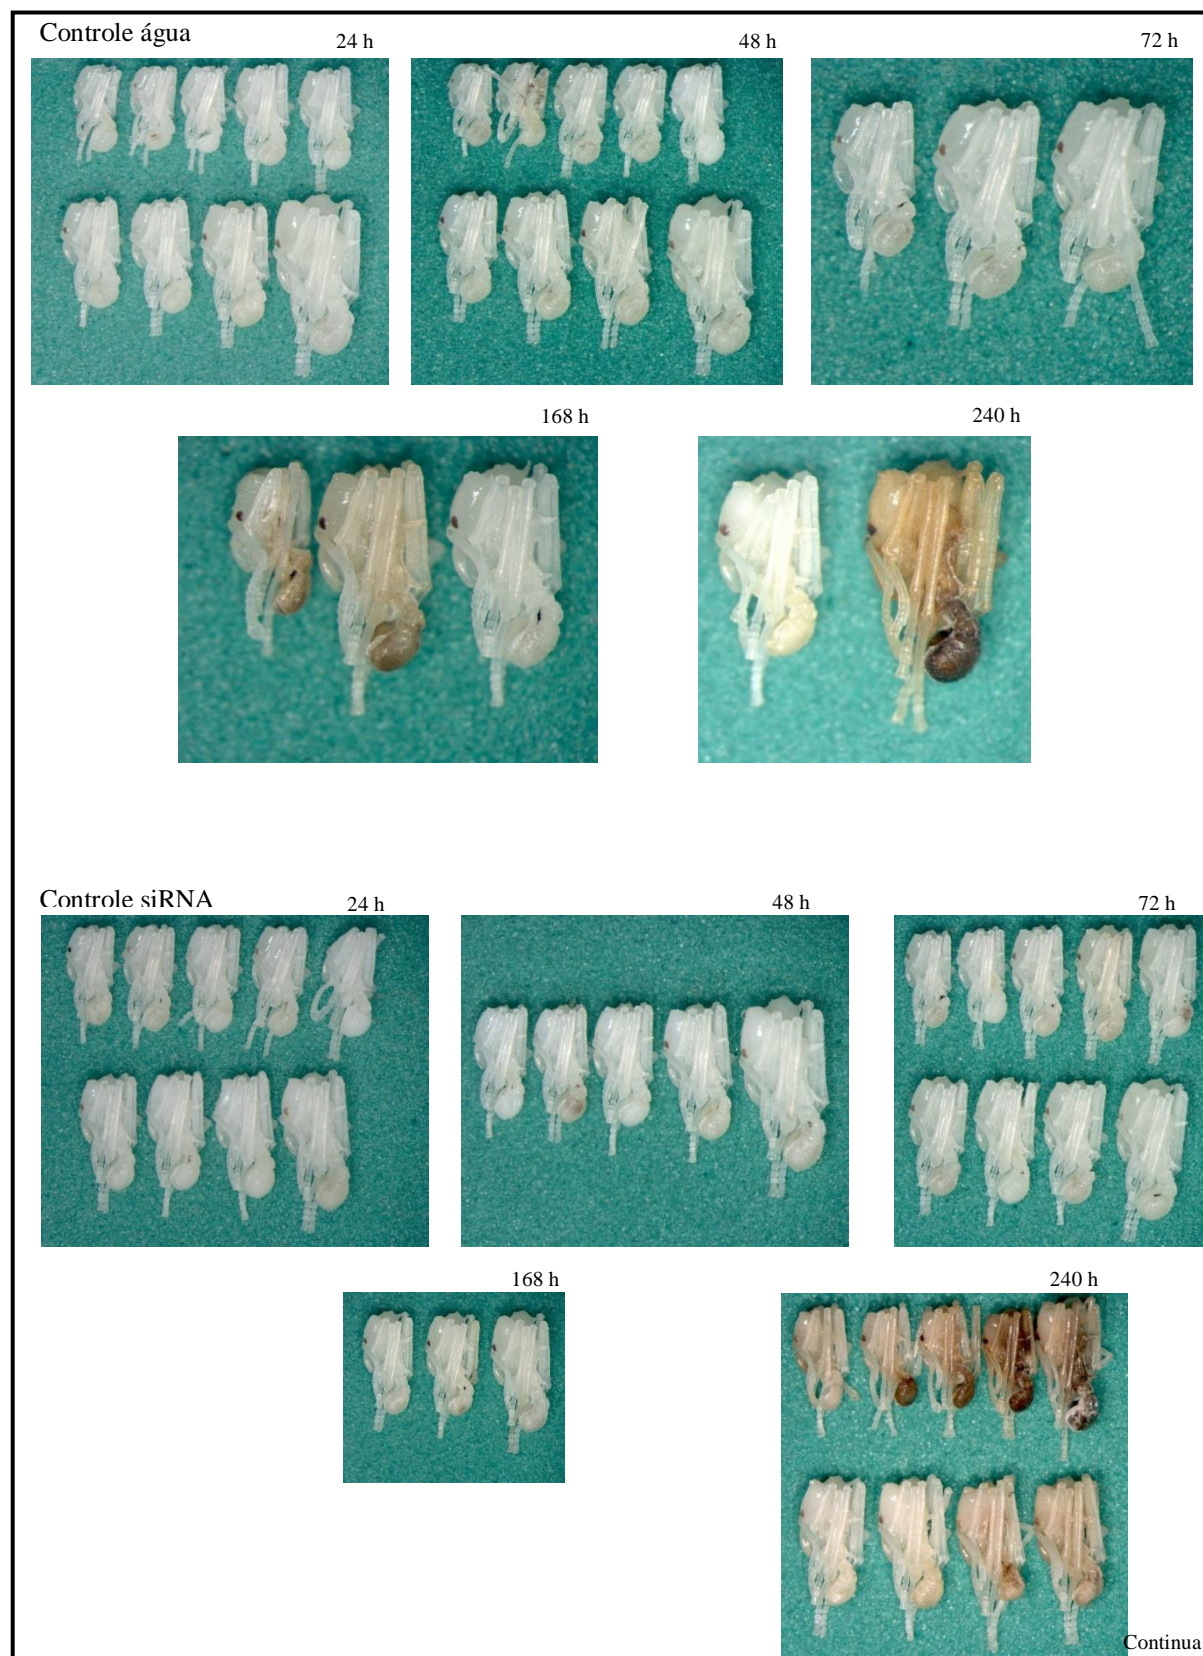 Controle água
24 h
48 h
72 h
168 h
240 h
Controle siRNA
24 h
48 h
72 h
168 h
240 h
Continua